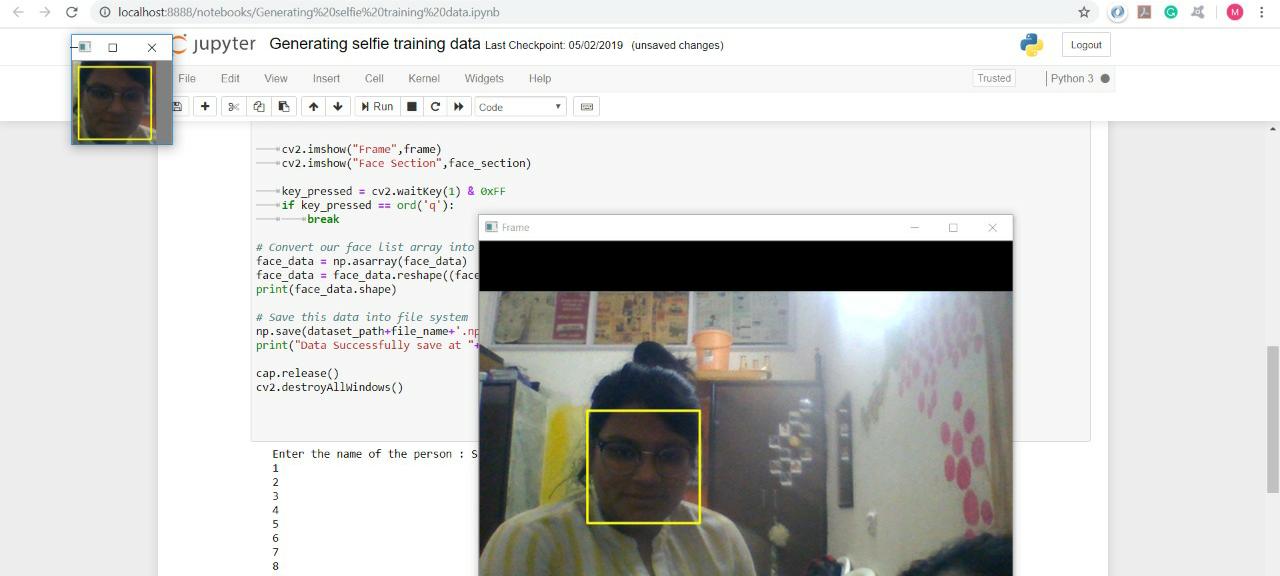 localhost:8888/notebooks/Generating%20selfie%20training%20data.ipynb
M
jupyter Generating selfie training data Last Checkpoint: 05/02/2019 (unsaved changes)
Logout
File Edit View Insert Cell Kernel Widgets Help
Trusted
Python 3
Run
Code
cv2.imshow("Frame",frame)
cv2.imshow("Face Section",face_section)
key_pressed = cv2.waitKey(1) & 0xFF
if key_pressed == ord('q'):
break
# Convert our face list array into
face_data = np.asarray(face_data)
face_data = face_data.reshape((face
print(face_data.shape)
# Save this data into file system
np.save(dataset_path+file_name+'.np
print("Data Successfully save at "+
cap.release()
cv2.destroyAllWindows()
Frame
Enter the name of the person : S
1
2
3
4
5
6
7
8